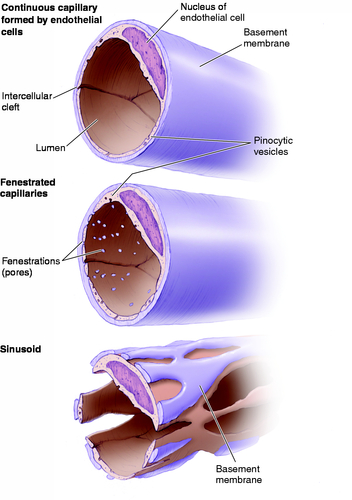 Continuous capillary
formed by endothelial
cells
Nucleus of
endothelial cell
Basement
membrane
Intercellular
cleft
Lumen
Pinocytic
vesicles
Fenestrated
capillaries
Fenestrations
(pores)
Sinusoid
Basement
membrane